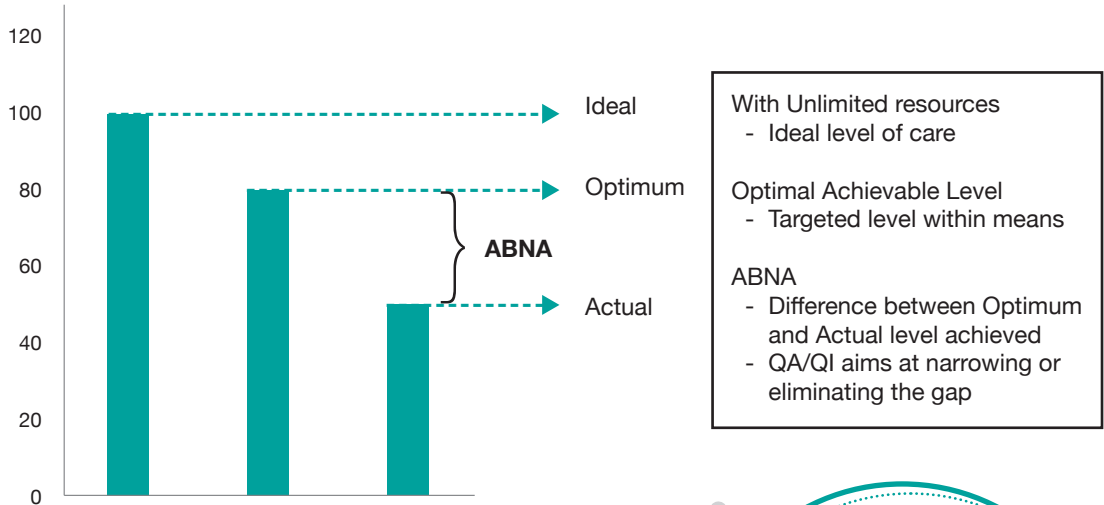 120
100
80
60
40
20
0
Ideal
Optimum
ABNA
Actual
With Unlimited resources
- Ideal level of care
Optimal Achievable Level
- Targeted level within means
ABNA
- Difference between Optimum
and Actual level achieved
- QA/QI aims at narrowing or
eliminating the gap